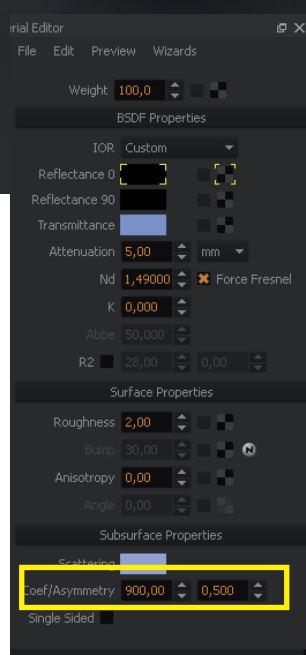 erial Editor
File Edit Preview Wizards
Weight 100,0
BSDF Properties
IOR Custom
Reflectance 0
Reflectance 90
Transmittance
Attenuation 5,00 mm
Nd 1,49000 Force Fresnel
K 0,000
Abbe 50,000
R2 28,00 0,00
Surface Properties
Roughness 2,00
Bump 30,00 N
Anisotropy 0,00
Angle 0,00
Subsurface Properties
Scattering
Coef/Asymmetry 900,00 0,500
Single Sided